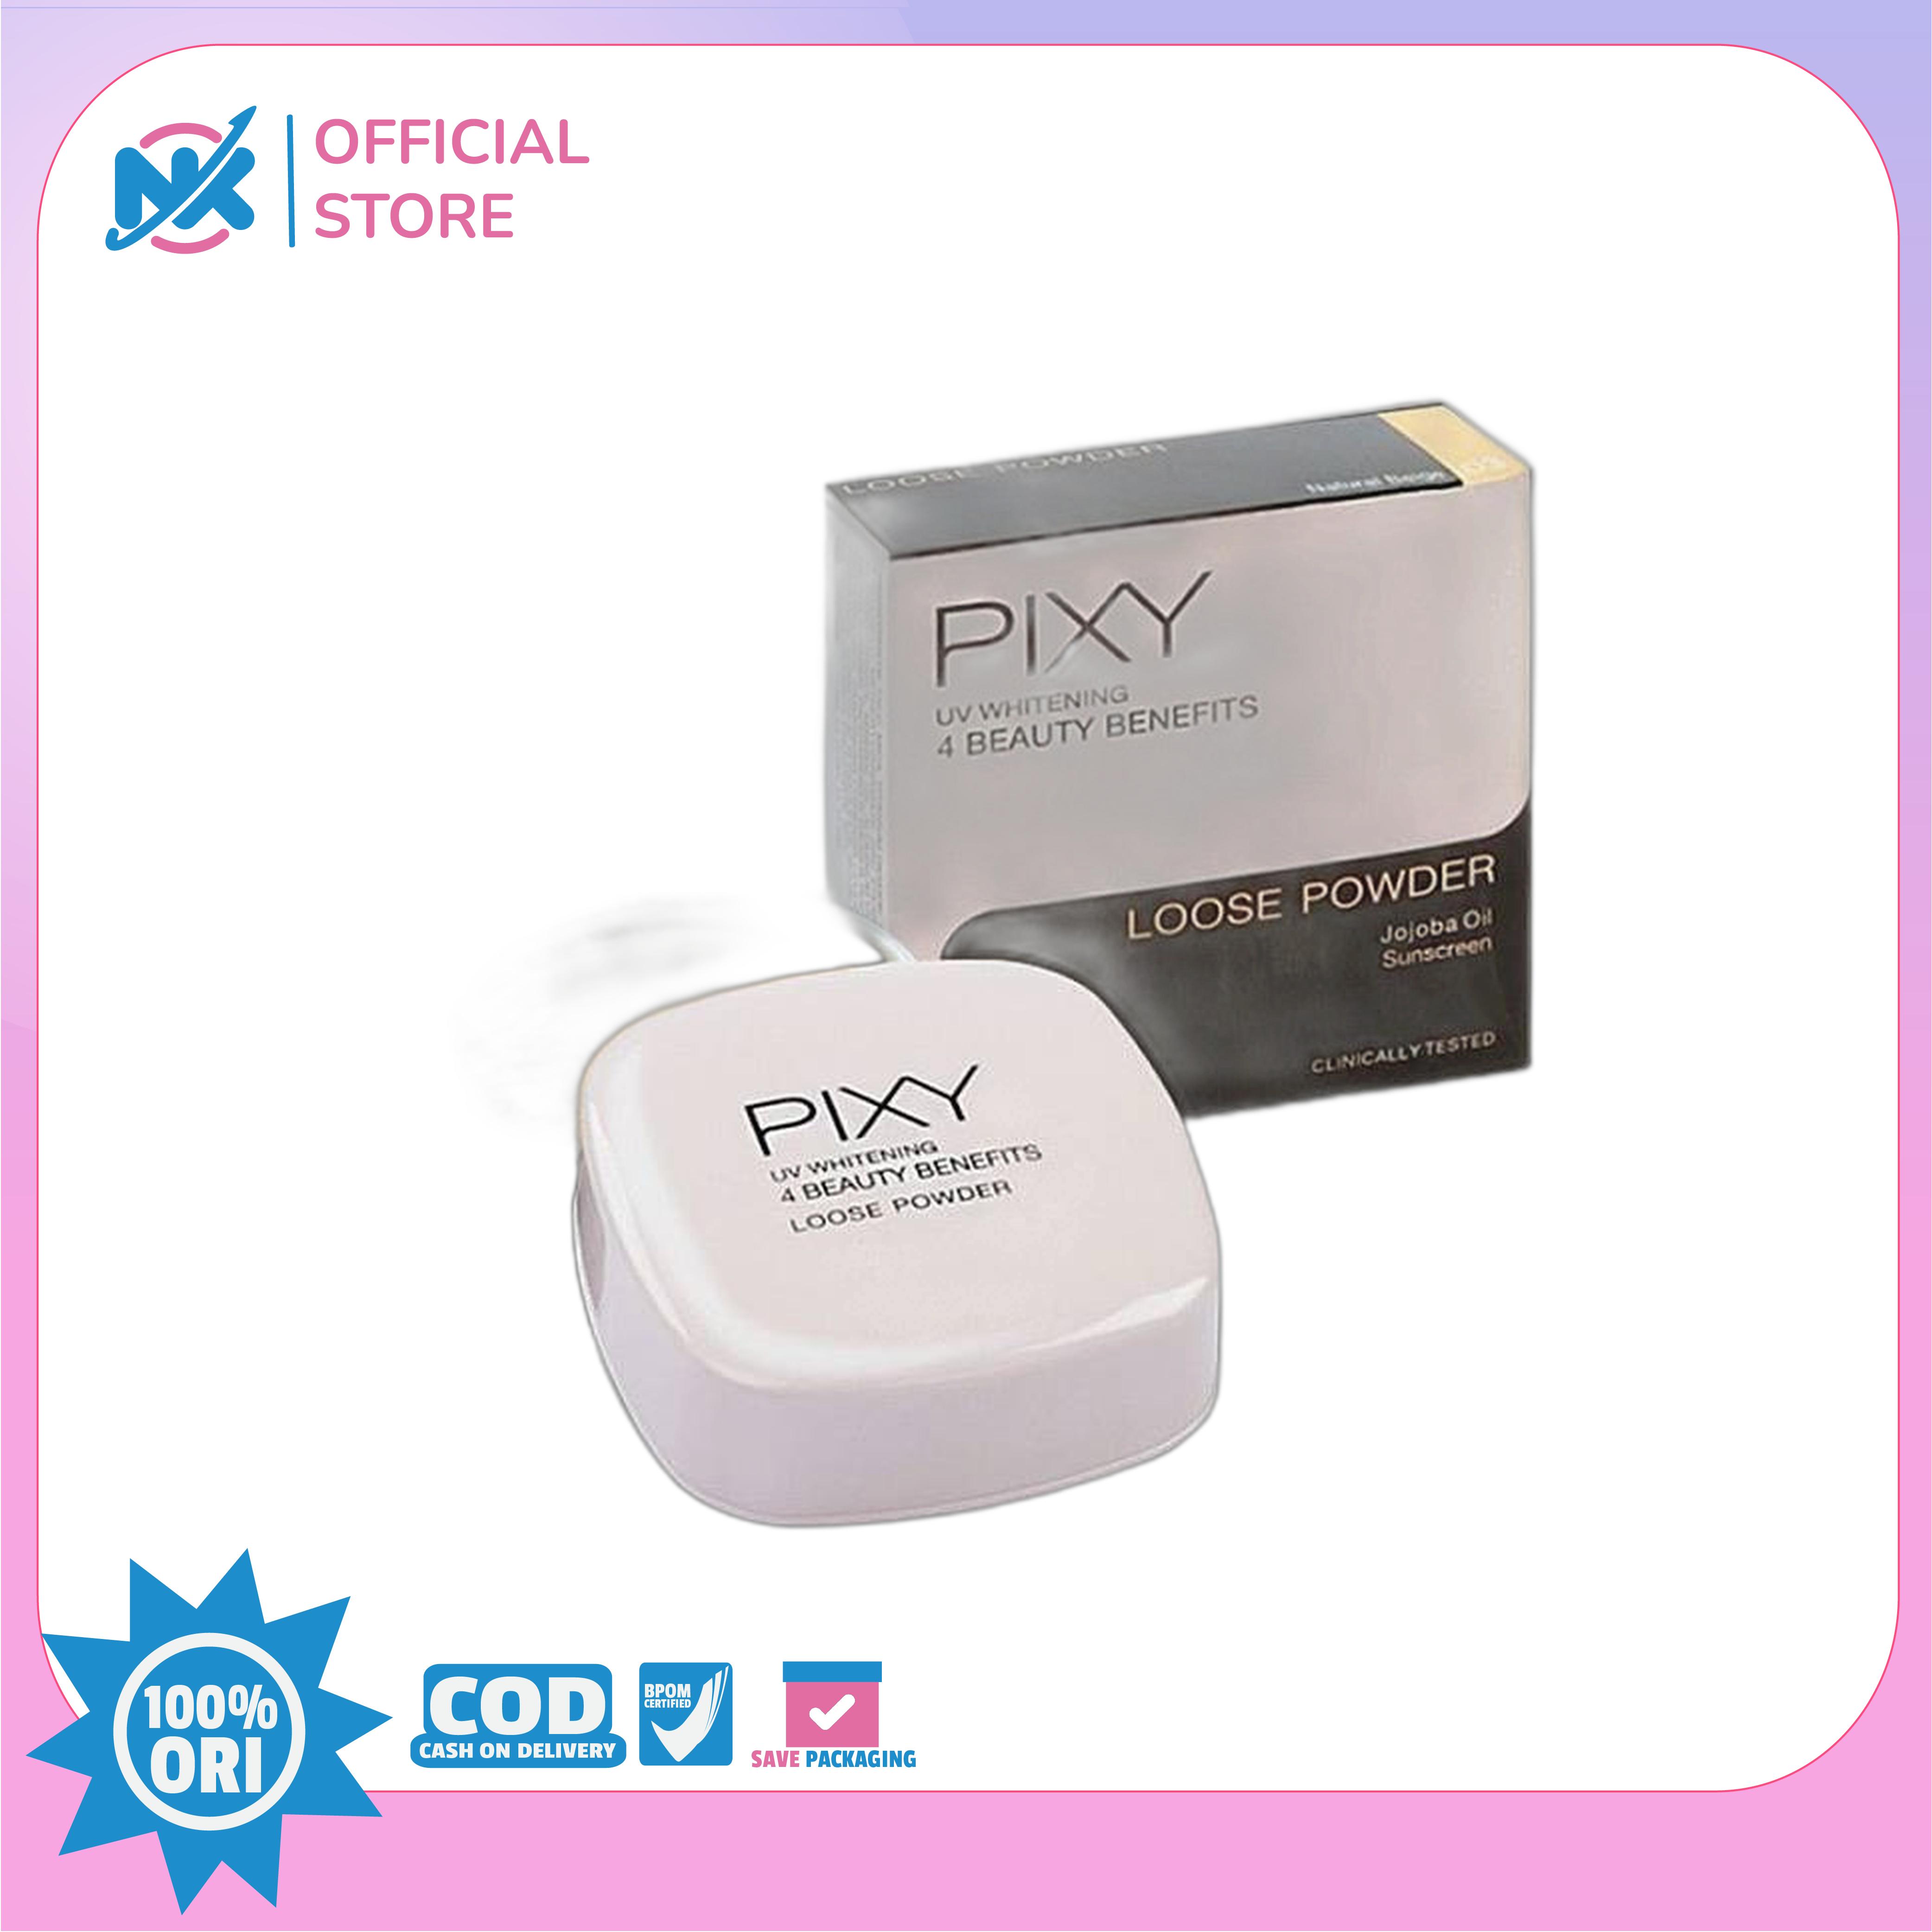 NK
OFFICIAL
STORE
LOOSE POWDER
Natural Beige
PIXY
UV WHITENING
4 BEAUTY BENEFITS
LOOSE POWDER
Jojoba Oil
Sunscreen
CLINICALLY TESTED
PIXY
UV WHITENING
4 BEAUTY BENEFITS
LOOSE POWDER
100%
ORI
COD
CASH ON DELIVERY
BPOM
CERTIFIED
SAVE PACKAGING